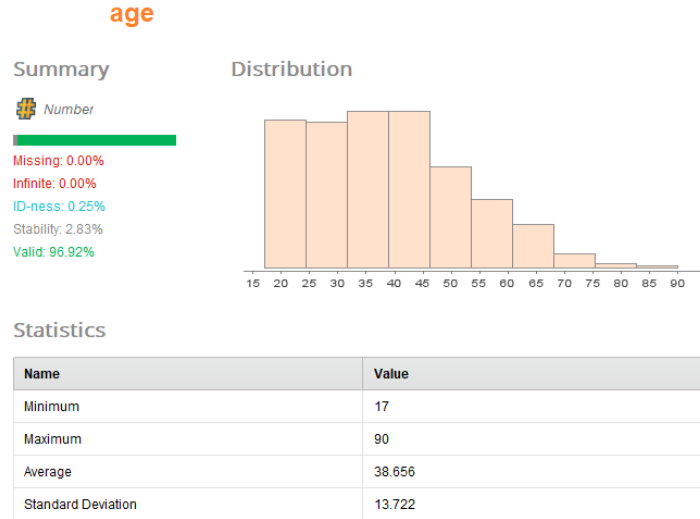 age
Summary
Distribution
# Number
Missing: 0.00%
Infinite: 0.00%
ID-ness: 0.25%
Stability: 2.83%
Valid: 96.92%
15 20 25 30 35 40 45 50 55 60 65 70 75 80 85 90
Statistics
Name Value
Minimum 17
Maximum 90
Average 38.656
Standard Deviation 13.722